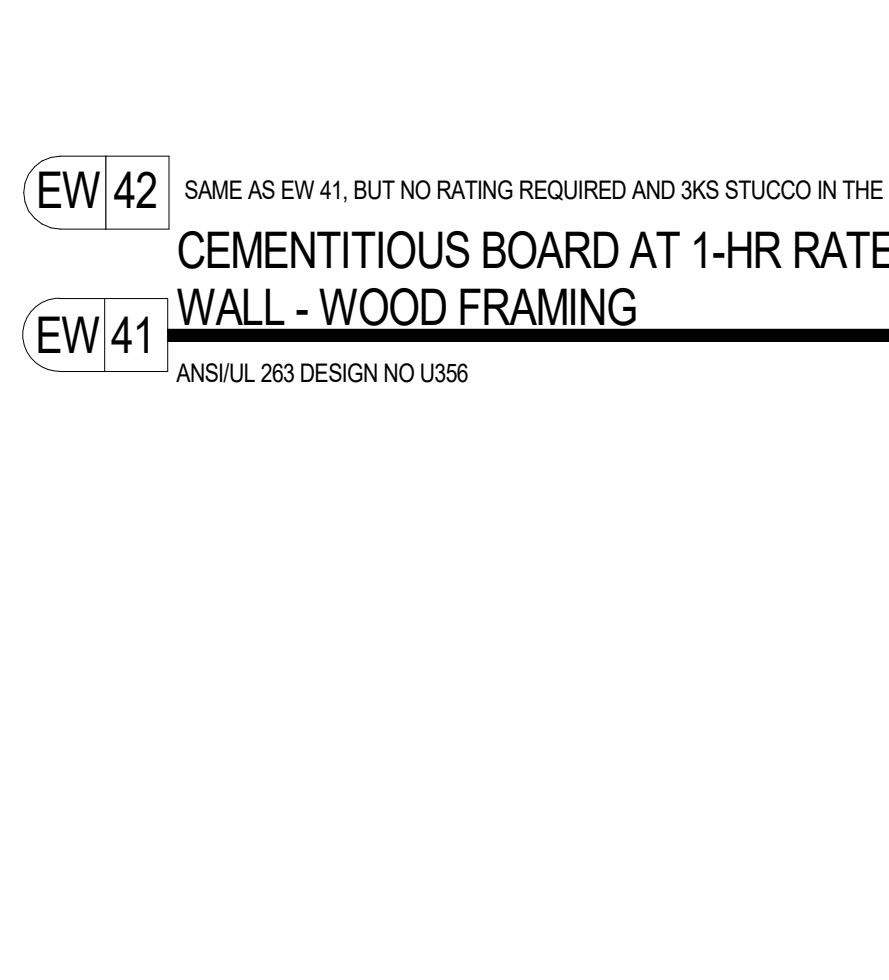 EW 42 SAME AS EW 41, BUT NO RATING REQUIRED AND 3KS STUCCO IN THE
CEMENTITIOUS BOARD AT 1-HR RATE
WALL - WOOD FRAMING
EW 41
ANSI/UL 263 DESIGN NO U356